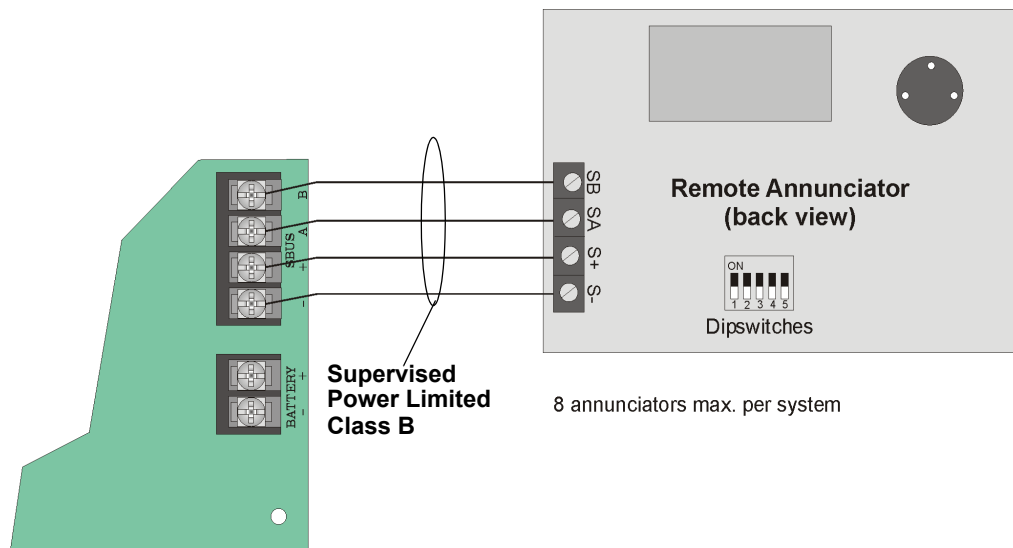 B
A
SBUS
+
-
BATTERY
+
-
Supervised
Power Limited
Class B
SB
SA
S+
S-
Remote Annunciator
(back view)
ON
1 2 3 4 5
Dipswitches
8 annunciators max. per system